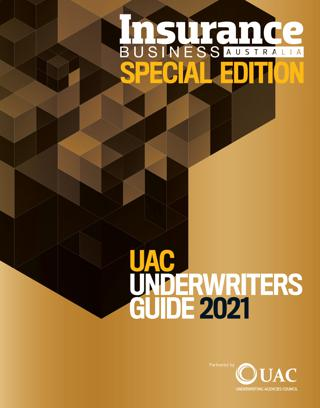 Insurance
BUSINESS AUSTRALIA
SPECIAL EDITION
UAC
UNDERWRITERS
GUIDE 2021
Partnered by
UAC
UNDERWRITING AGENCIES COUNCIL